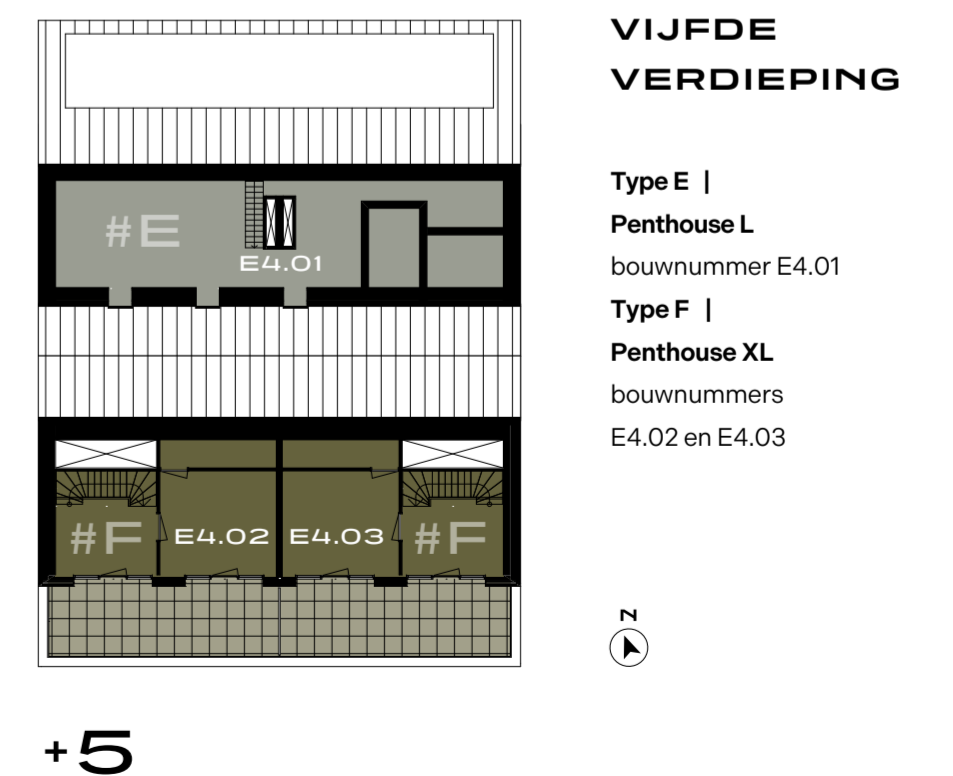 VIJFDE
VERDIEPING
Type E |
Penthouse L
bouwnummer E4.01
Type F |
Penthouse XL
bouwnummers
E4.02 en E4.03
#E
E4.01
#F
E4.02
E4.03
#F
N
+5